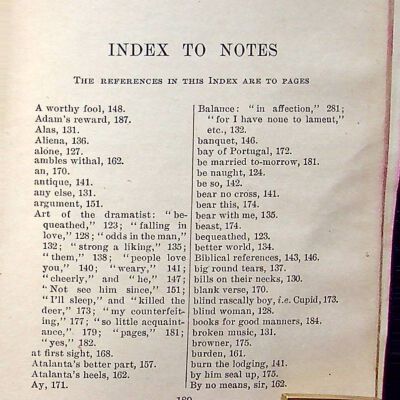 INDEX TO NOTES
THE REFERENCES IN THIS INDEX ARE TO PAGES
A worthy fool, 148.
Adam's reward, 187.
Alas, 131.
Aliena, 136.
alone, 127.
ambles withal, 162.
an, 170.
antique, 141.
any else, 131.
argument, 151.
Art of the dramatist: "be-
queathed," 123; "falling in
love," 128; "odds in the man,"
132; "strong a liking," 135;
"them," 138; "people love
you," 140; "weary," 141;
"cheerly," and "he," 147;
"Not see him since," 151;
"I'll sleep," and "killed the
deer," 173; "my counterfeit-
ing," 177; "so little acquaint-
ance," 179; "pages," 181;
"yes," 182.
at first sight, 168.
Atalanta's better part, 157.
Atalanta's heels, 162.
Ay, 171.
Balance: "in affection," 281;
"for I have none to lament,"
etc., 132.
banquet, 146.
bay of Portugal, 172.
be married to-morrow, 181.
be naught, 124.
be so, 142.
bear no cross, 141.
bear this, 174.
bear with me, 135.
beast, 174.
bequeathed, 123.
better world, 134.
Biblical references, 143, 146.
big round tears, 137.
bills on their necks, 130.
blank verse, 170.
blind rascally boy, i.e. Cupid, 173.
blind woman, 128.
books for good manners, 184.
broken music, 131.
browner, 175.
burden, 161.
burn the lodging, 141.
by him seal up, 175.
By no means, sir, 162.
189